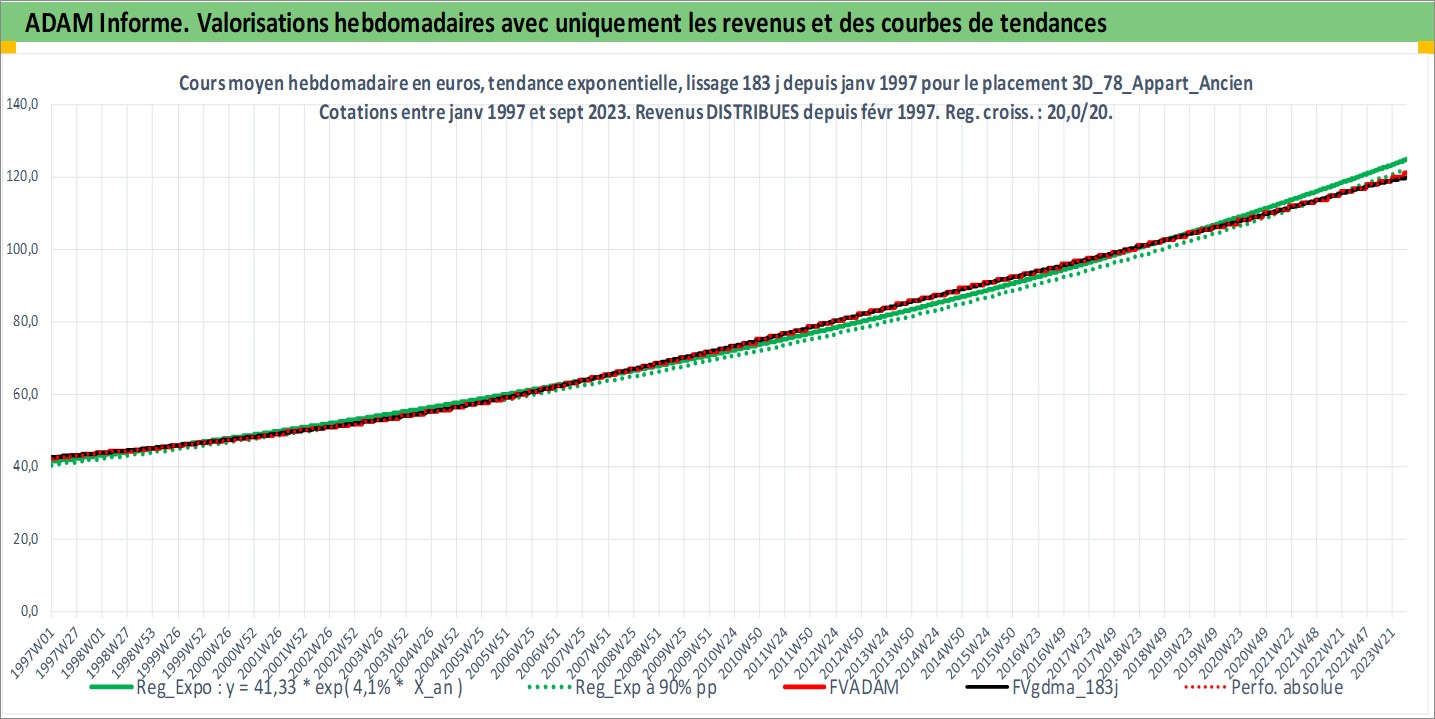 ADAM Informe. Valorisations hebdomadaires avec uniquement les revenus et des courbes de tendances
Cours moyen hebdomadaire en euros, tendance exponentielle, lissage 183 j depuis janv 1997 pour le placement 3D_78_Appart_Ancien
Cotations entre janv 1997 et sept 2023. Revenus DISTRIBUES depuis févr 1997. Reg. croiss. : 20,0/20.
140,0
120,0
100,0
80,0
60,0
40,0
20,0
0,0
1997W01
1997W27
1998W01
1998W27
1998W53
1999W26
1999W52
2000W26
2000W52
2001W26
2001W52
2002W26
2002W52
2003W26
2003W52
2004W26
2004W52
2005W25
2005W51
2006W25
2006W51
2007W25
2007W51
2008W25
2008W51
2009W25
2009W51
2010W24
2010W50
2011W24
2011W50
2012W24
2012W50
2013W24
2013W50
2014W24
2014W50
2015W24
2015W50
2016W23
2016W49
2017W23
2017W49
2018W23
2018W49
2019W23
2019W49
2020W23
2020W49
2021W22
2021W48
2022W21
2022W47
2023W21
Reg_Expo : y = 41,33 * exp( 4,1% * X_an )
Reg_Exp à 90% pp
FVADAM
FVgdma_183j
Perfo. absolue